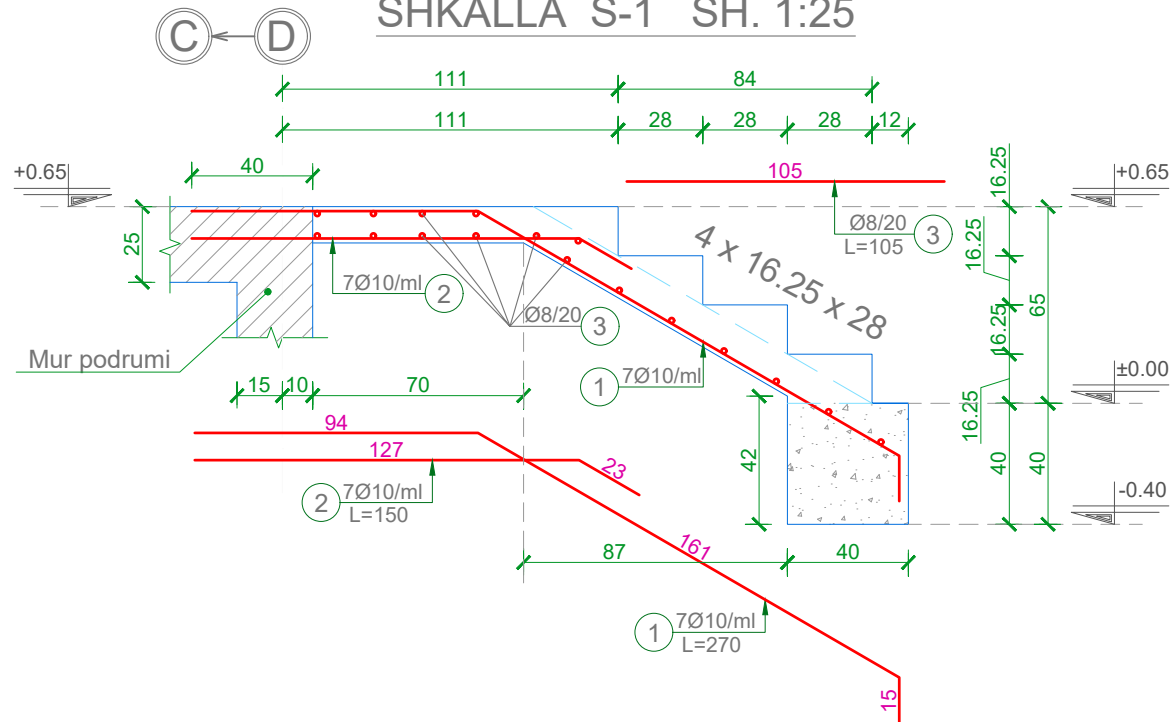 SHKALLA S-1 SH. 1:25
C D
111 84
111 28 28 28 12
+0.65 40 105 16.25 +0.65
Ø8/20
L=105
3
25
4 x 16.25 x 28
16.25
7Ø10/ml
2
Ø8/20
3
16.25
65
Mur podrumi
7Ø10/ml
1
±0.00
15 10 70
16.25
94
127
23
42
40 40
7Ø10/ml
L=150
2
-0.40
161
87 40
7Ø10/ml
L=270
1
15